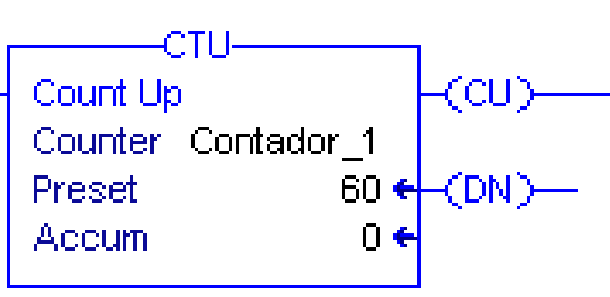 CTU
Count Up (CU)
Counter Contador_1
Preset 60 (DN)
Accum 0